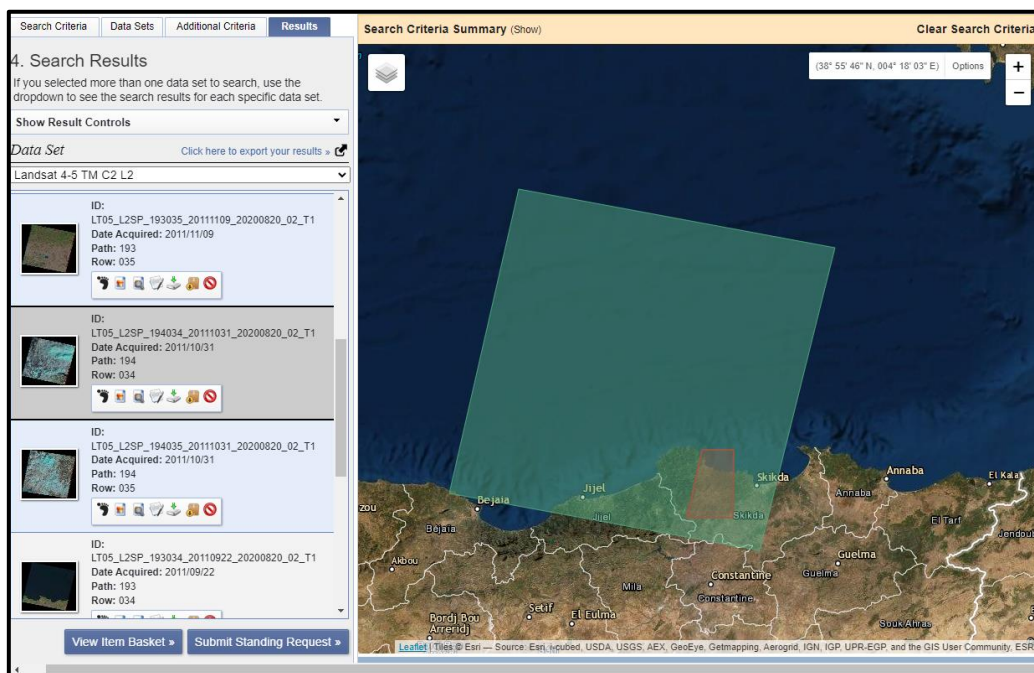 Search Criteria
Data Sets
Additional Criteria
Results
4. Search Results
If you selected more than one data set to search, use the
dropdown to see the search results for each specific data set.
Show Result Controls
Data Set
Click here to export your results »
Landsat 4-5 TM C2 L2
ID:
LT05_L2SP_193035_20111109_20200820_02_T1
Date Acquired: 2011/11/09
Path: 193
Row: 035
ID:
LT05_L2SP_194034_20111031_20200820_02_T1
Date Acquired: 2011/10/31
Path: 194
Row: 034
ID:
LT05_L2SP_194035_20111031_20200820_02_T1
Date Acquired: 2011/10/31
Path: 194
Row: 035
ID:
LT05_L2SP_193034_20110922_20200820_02_T1
Date Acquired: 2011/09/22
Path: 193
Row: 034
View Item Basket »
Submit Standing Request »
Search Criteria Summary (Show)
Clear Search Criteria
(38° 55' 46" N, 004° 18' 03" E)
Options
+
−
Jijel
Skikda
Annaba
El Kala
Bejaia
zou
Béjaïa
Jijel
Skikda
Annaba
El Tarf
Jendoub
Akbou
Guelma
Constantine
Guelma
Mila
Constantine
Setif
El Eulma
Bordj Bou
Arreridj
Souk Ahras
Leaflet | Tiles © Esri — Source: Esri, i-cubed, USDA, USGS, AEX, GeoEye, Getmapping, Aerogrid, IGN, IGP, UPR-EGP, and the GIS User Community, ESR